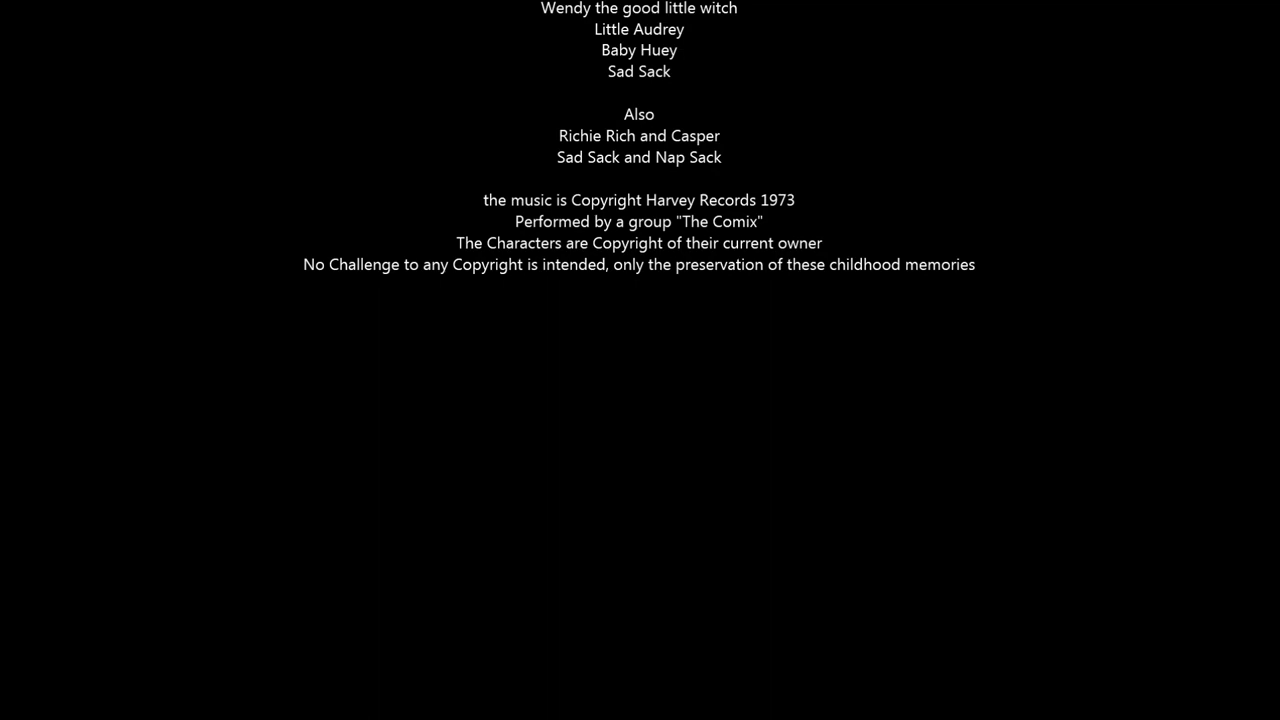 Wendy the good little witch
Little Audrey
Baby Huey
Sad Sack
Also
Richie Rich and Casper
Sad Sack and Nap Sack
the music is Copyright Harvey Records 1973
Performed by a group "The Comix"
The Characters are Copyright of their current owner
No Challenge to any Copyright is intended, only the preservation of these childhood memories